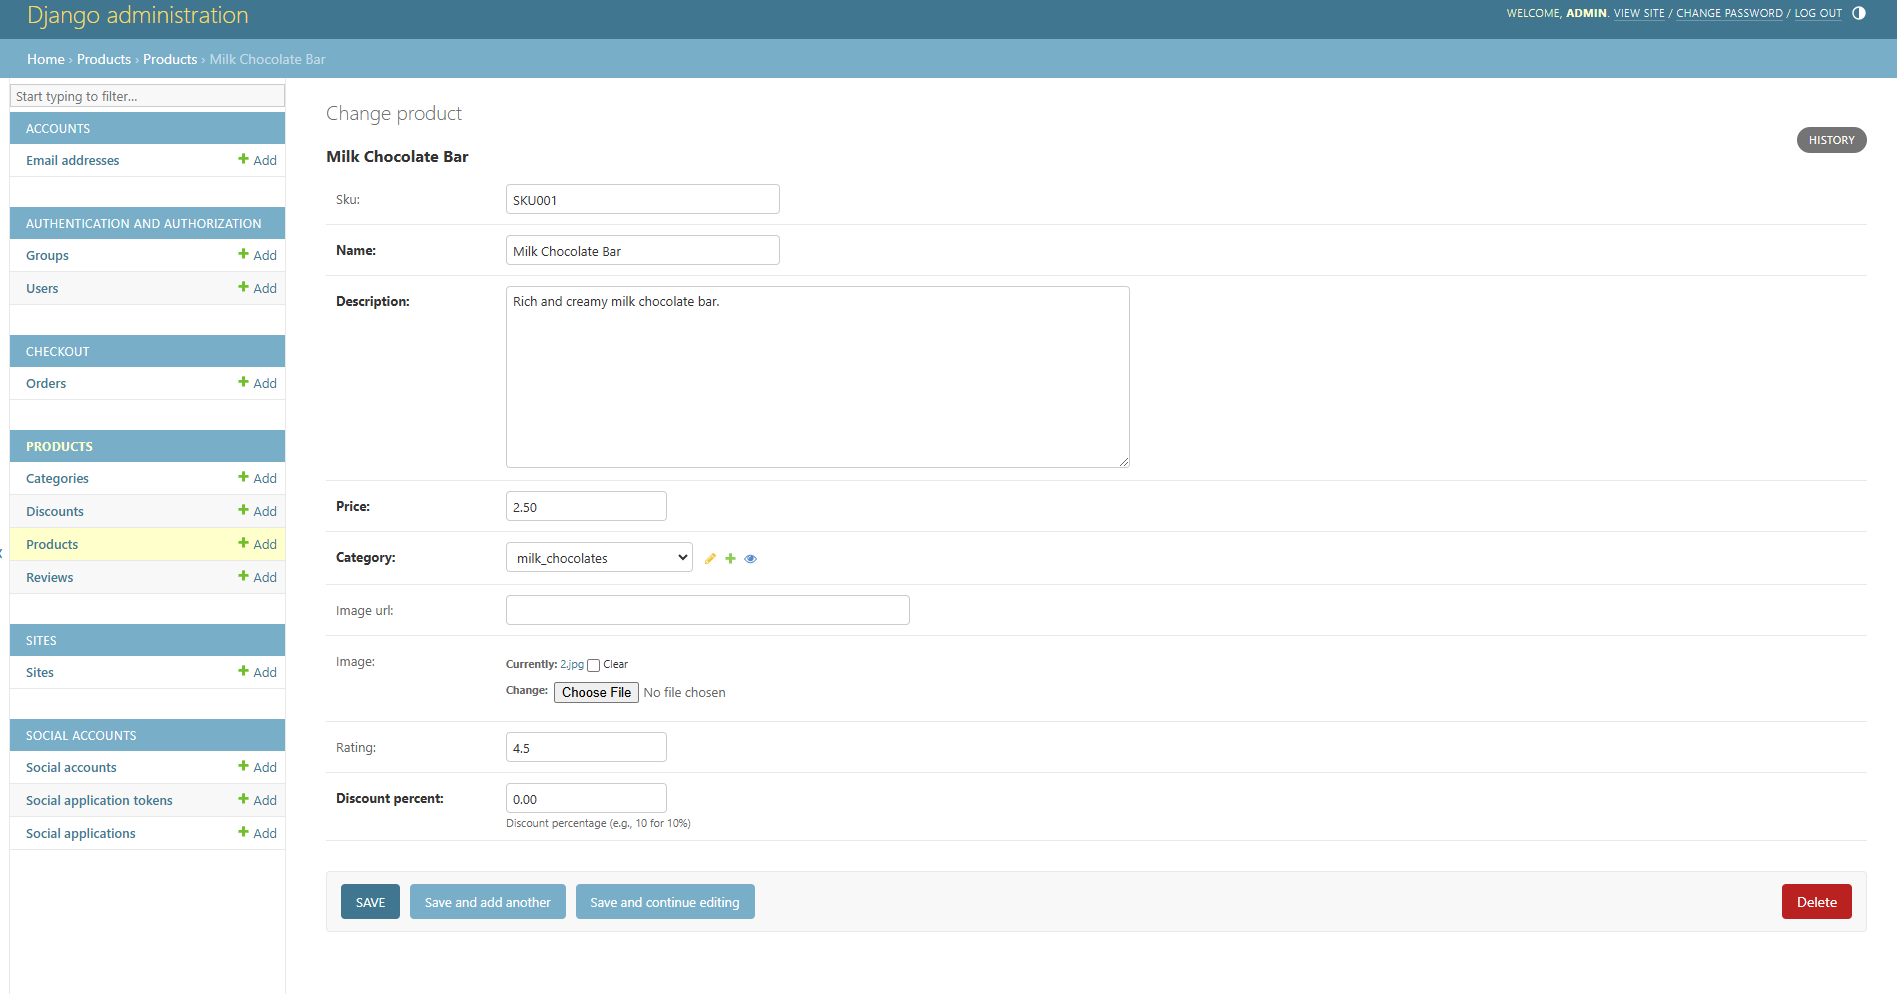 Django administration
WELCOME, ADMIN. VIEW SITE / CHANGE PASSWORD / LOG OUT
Home › Products › Products › Milk Chocolate Bar
Start typing to filter...
ACCOUNTS
Email addresses Add
AUTHENTICATION AND AUTHORIZATION
Groups Add
Users Add
CHECKOUT
Orders Add
PRODUCTS
Categories Add
Discounts Add
Products Add
Reviews Add
SITES
Sites Add
SOCIAL ACCOUNTS
Social accounts Add
Social application tokens Add
Social applications Add
Change product
HISTORY
Milk Chocolate Bar
Sku: SKU001
Name: Milk Chocolate Bar
Description: Rich and creamy milk chocolate bar.
Price: 2.50
Category: milk_chocolates
Image url:
Image: Currently: 2.jpg Clear
Change: Choose File No file chosen
Rating: 4.5
Discount percent: 0.00
Discount percentage (e.g., 10 for 10%)
SAVE Save and add another Save and continue editing Delete